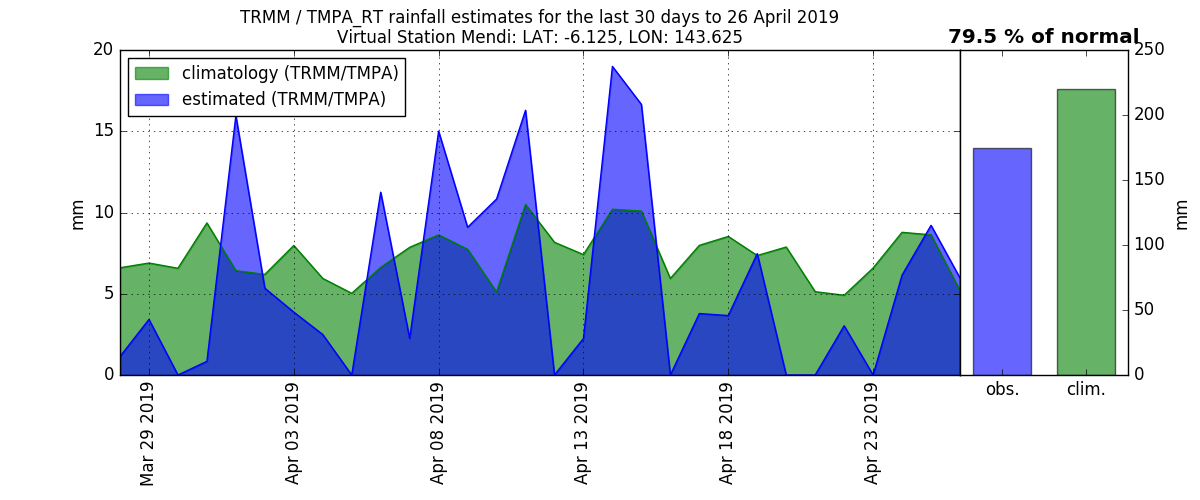 TRMM / TMPA_RT rainfall estimates for the last 30 days to 26 April 2019
Virtual Station Mendi: LAT: -6.125, LON: 143.625
79.5 % of normal
climatology (TRMM/TMPA)
estimated (TRMM/TMPA)
20
15
10
5
0
mm
Mar 29 2019
Apr 03 2019
Apr 08 2019
Apr 13 2019
Apr 18 2019
Apr 23 2019
obs.
clim.
250
200
150
100
50
0
mm